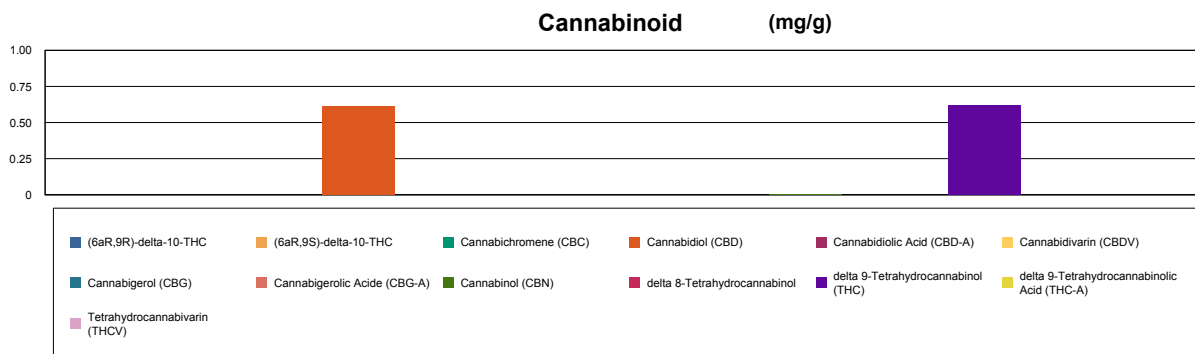 Cannabinoid (mg/g)
1.00
0.75
0.50
0.25
0
(6aR,9R)-delta-10-THC
(6aR,9S)-delta-10-THC
Cannabichromene (CBC)
Cannabidiol (CBD)
Cannabidiolic Acid (CBD-A)
Cannabidivarin (CBDV)
Cannabigerol (CBG)
Cannabigerolic Acide (CBG-A)
Cannabinol (CBN)
delta 8-Tetrahydrocannabinol
delta 9-Tetrahydrocannabinol
(THC)
delta 9-Tetrahydrocannabinolic
Acid (THC-A)
Tetrahydrocannabivarin
(THCV)